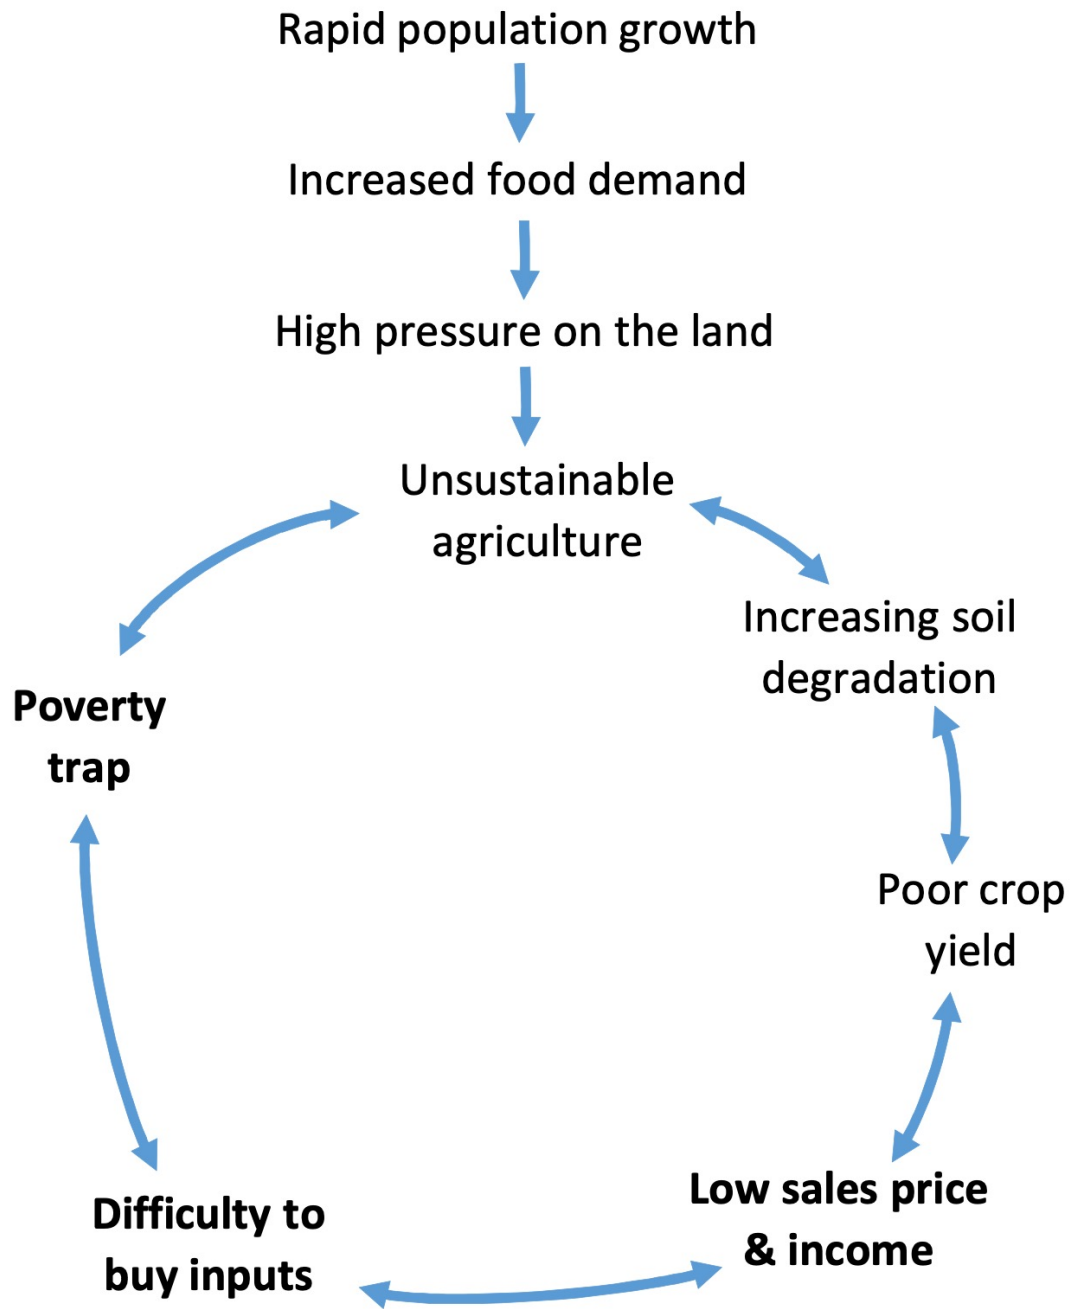 Rapid population growth
Increased food demand
High pressure on the land
Unsustainable
agriculture
Increasing soil
degradation
Poverty
trap
Poor crop
yield
Low sales price
& income
Difficulty to
buy inputs